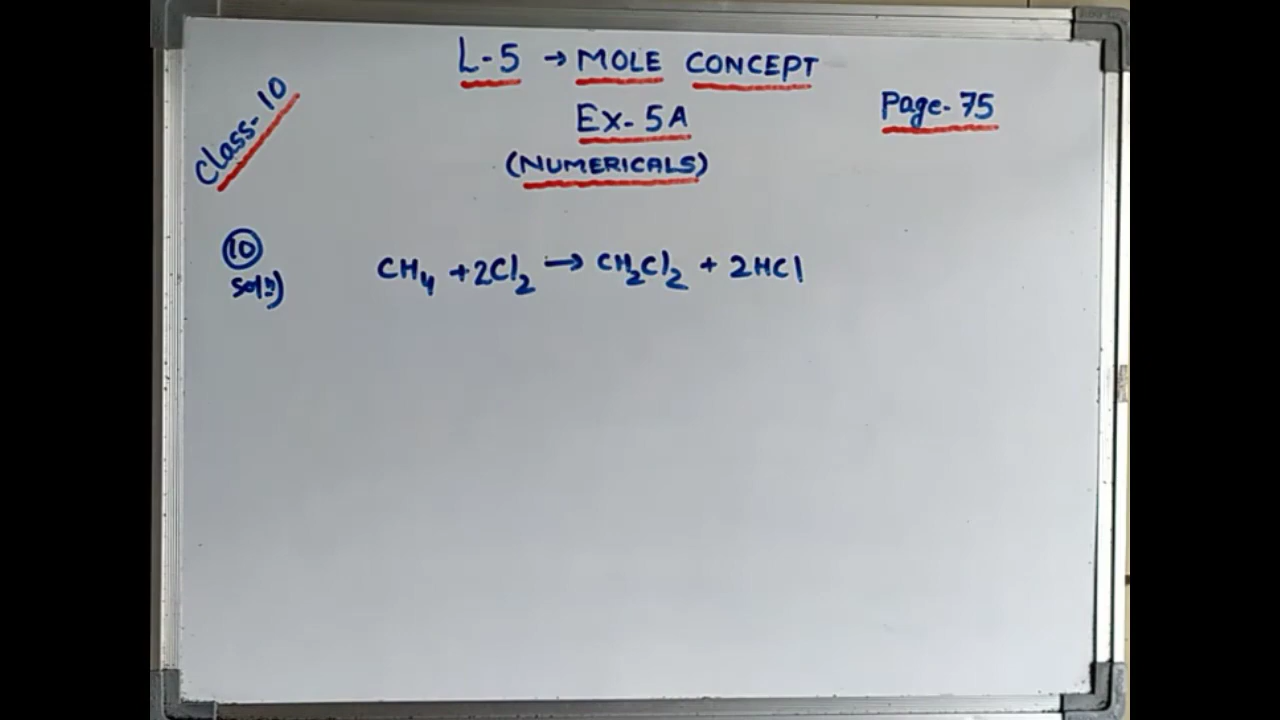 L-5 → MOLE CONCEPT
Class-10
Ex-5A
Page-75
(NUMERICALS)
10
Solⁿ)
CH₄ + 2Cl₂ → CH₂Cl₂ + 2HCl